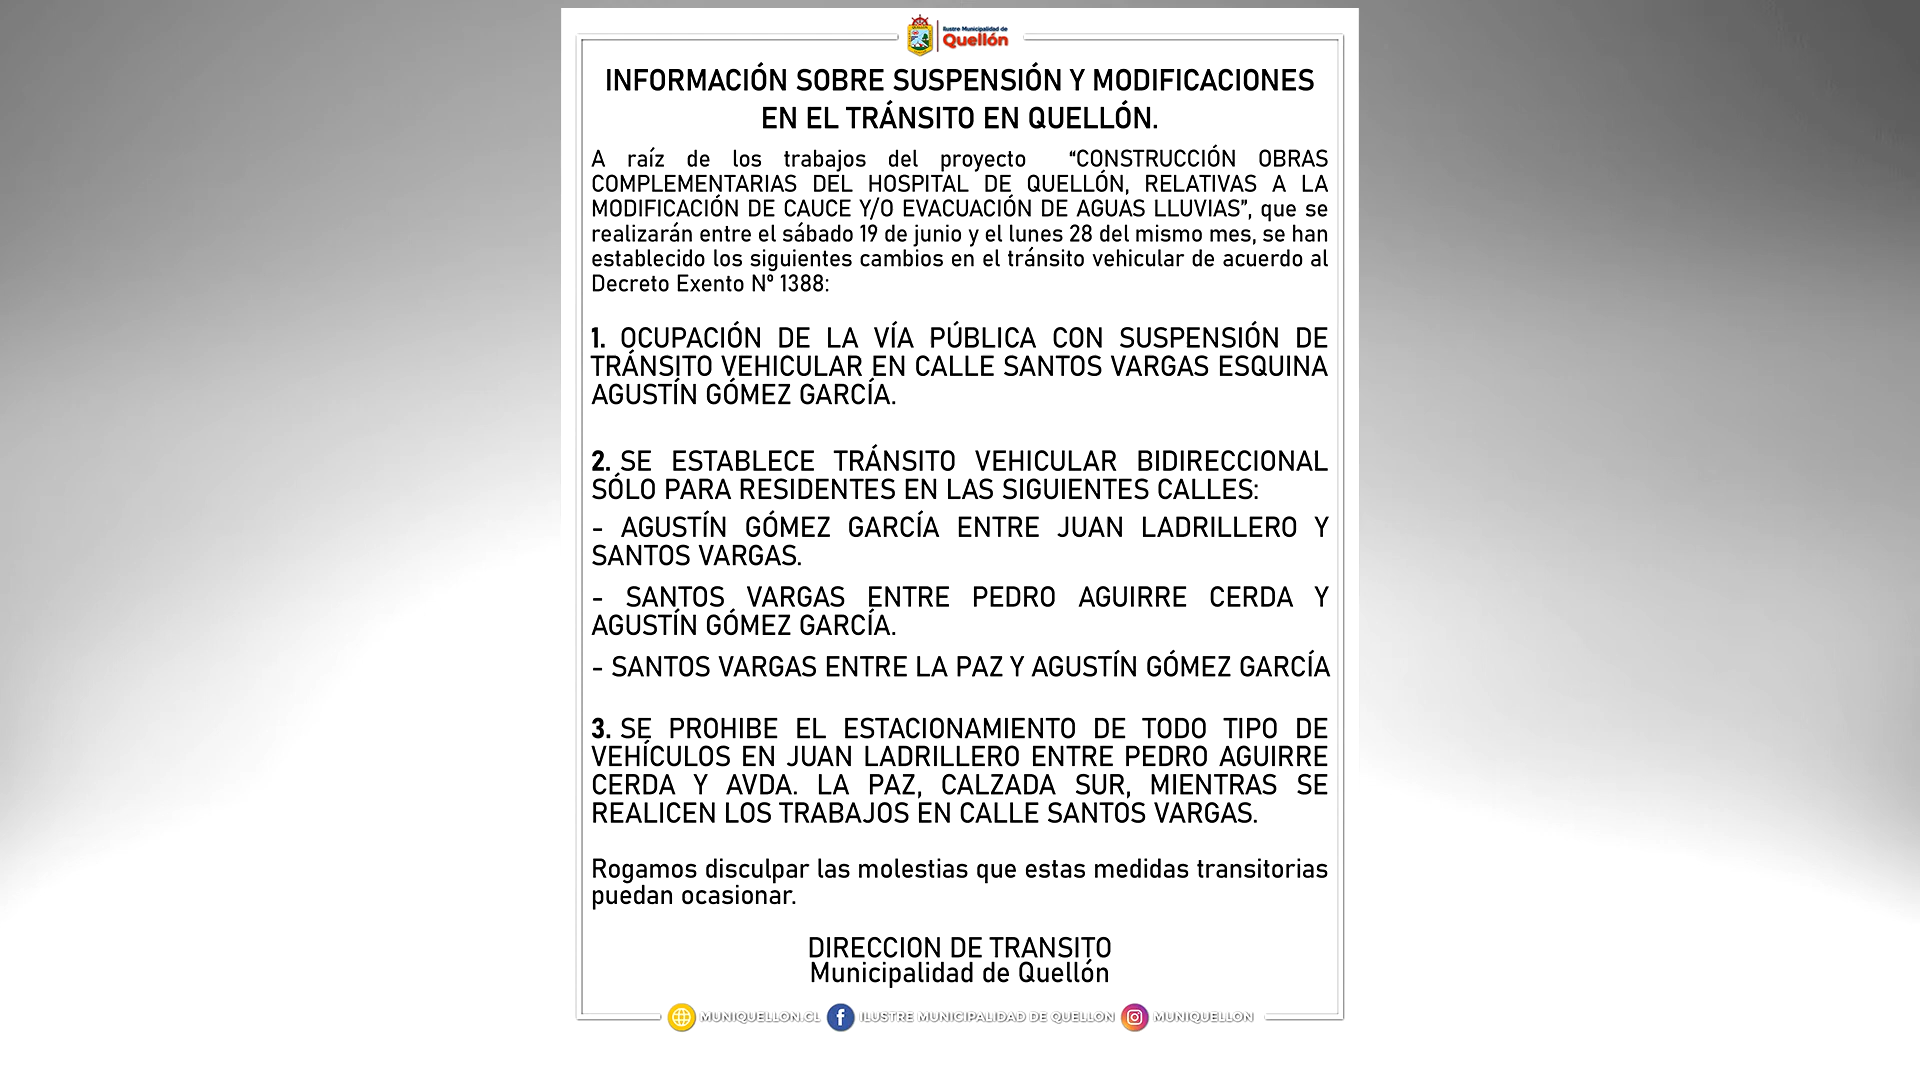 Ilustre Municipalidad de
Quellón
INFORMACIÓN SOBRE SUSPENSIÓN Y MODIFICACIONES
EN EL TRÁNSITO EN QUELLÓN.
A raíz de los trabajos del proyecto “CONSTRUCCIÓN OBRAS
COMPLEMENTARIAS DEL HOSPITAL DE QUELLÓN, RELATIVAS A LA
MODIFICACIÓN DE CAUCE Y/O EVACUACIÓN DE AGUAS LLUVIAS”, que se
realizarán entre el sábado 19 de junio y el lunes 28 del mismo mes, se han
establecido los siguientes cambios en el tránsito vehicular de acuerdo al
Decreto Exento Nº 1388:
1. OCUPACIÓN DE LA VÍA PÚBLICA CON SUSPENSIÓN DE
TRÁNSITO VEHICULAR EN CALLE SANTOS VARGAS ESQUINA
AGUSTÍN GÓMEZ GARCÍA.
2. SE ESTABLECE TRÁNSITO VEHICULAR BIDIRECCIONAL
SÓLO PARA RESIDENTES EN LAS SIGUIENTES CALLES:
- AGUSTÍN GÓMEZ GARCÍA ENTRE JUAN LADRILLERO Y
SANTOS VARGAS.
- SANTOS VARGAS ENTRE PEDRO AGUIRRE CERDA Y
AGUSTÍN GÓMEZ GARCÍA.
- SANTOS VARGAS ENTRE LA PAZ Y AGUSTÍN GÓMEZ GARCÍA
3. SE PROHIBE EL ESTACIONAMIENTO DE TODO TIPO DE
VEHÍCULOS EN JUAN LADRILLERO ENTRE PEDRO AGUIRRE
CERDA Y AVDA. LA PAZ, CALZADA SUR, MIENTRAS SE
REALICEN LOS TRABAJOS EN CALLE SANTOS VARGAS.
Rogamos disculpar las molestias que estas medidas transitorias
puedan ocasionar.
DIRECCION DE TRANSITO
Municipalidad de Quellón
MUNIQUELLON.CL ILUSTRE MUNICIPALIDAD DE QUELLON MUNIQUELLON